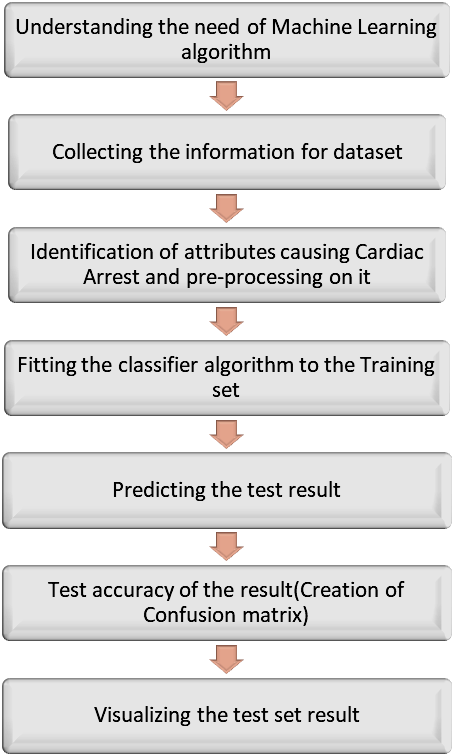 Understanding the need of Machine Learning
algorithm
Collecting the information for dataset
Identification of attributes causing Cardiac
Arrest and pre-processing on it
Fitting the classifier algorithm to the Training
set
Predicting the test result
Test accuracy of the result(Creation of
Confusion matrix)
Visualizing the test set result